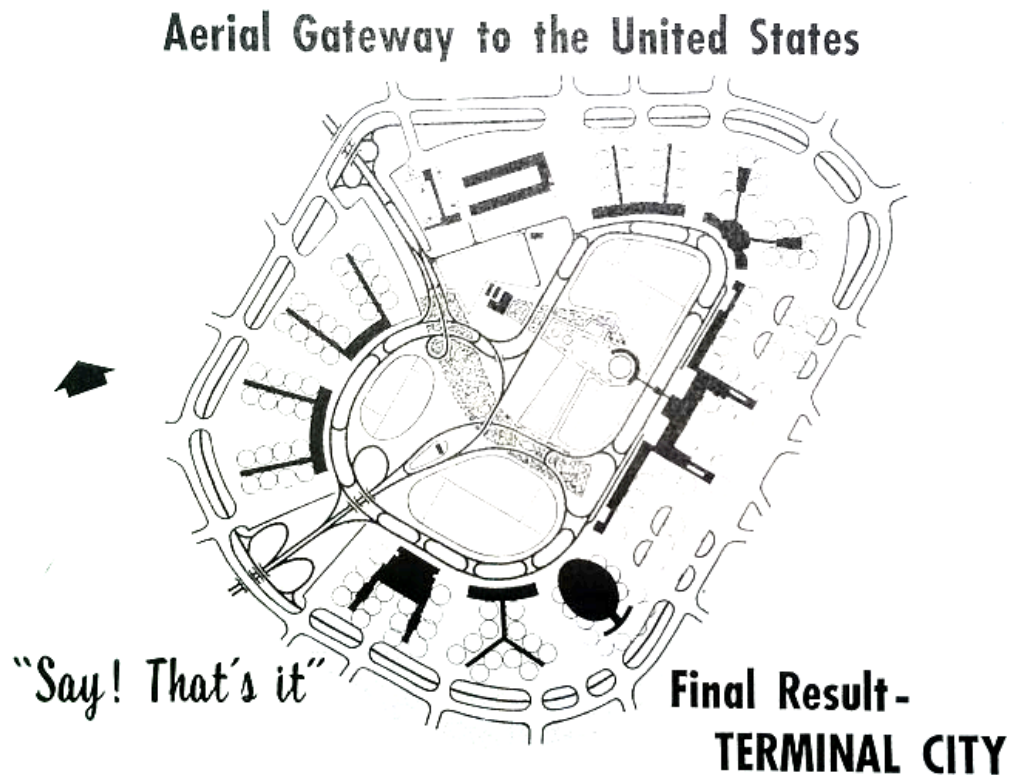 Aerial Gateway to the United States
"Say! That's it"
Final Result-
TERMINAL CITY